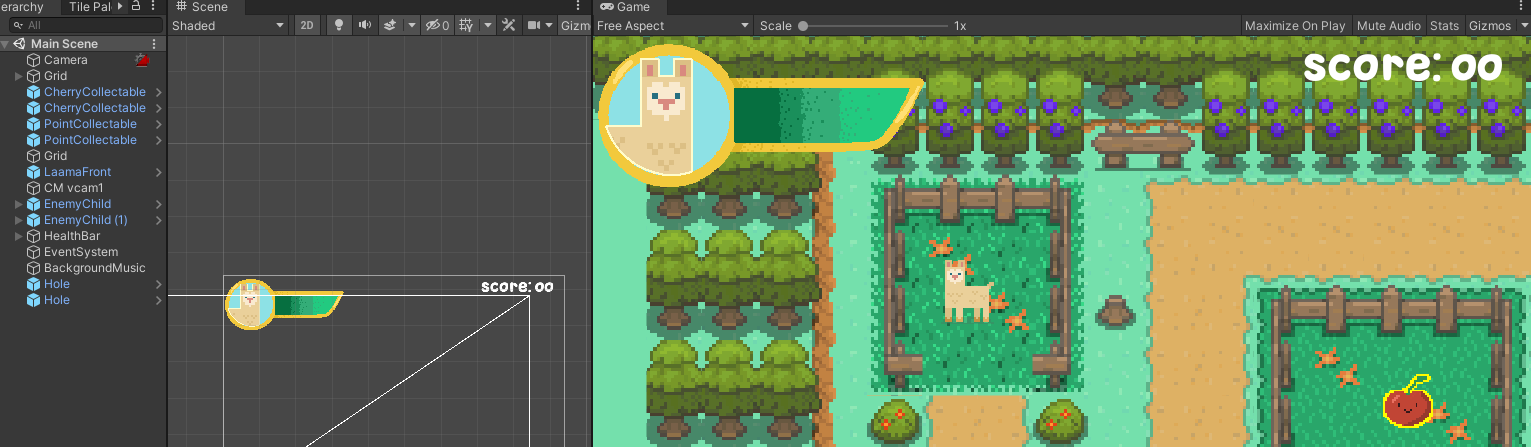 erarchy
Tile Pal
All
Main Scene
Camera
Grid
CherryCollectable
CherryCollectable
PointCollectable
PointCollectable
Grid
LaamaFront
CM vcam1
EnemyChild
EnemyChild (1)
HealthBar
EventSystem
BackgroundMusic
Hole
Hole
Scene
Shaded
2D
0
Gizm
score: 00
Game
Free Aspect
Scale
1x
Maximize On Play
Mute Audio
Stats
Gizmos
score: 00